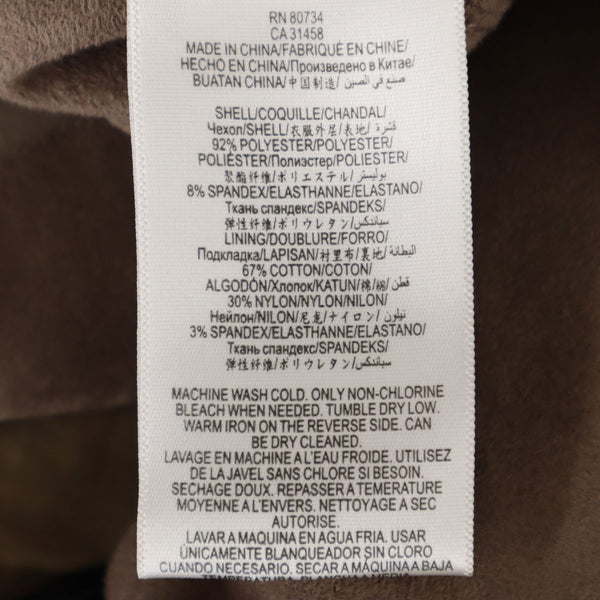 RN 80734
CA 31458
MADE IN CHINA/FABRIQUÉ EN CHINE/
HECHO EN CHINA/Произведено в Китае/
BUATAN CHINA/中国制造/ صنع في الصين/
SHELL/COQUILLE/CHANDAL/
Чехол/SHELL/衣服外层/表地/ قشرة/
92% POLYESTER/POLYESTER/
POLIÉSTER/Полиэстер/POLIESTER/
聚酯纤维/ポリエステル/ بوليستر/
8% SPANDEX/ELASTHANNE/ELASTANO/
Ткань спандекс/SPANDEKS/
弹性纤维/ポリウレタン/ سباندكس/
LINING/DOUBLURE/FORRO/
Подкладка/LAPISAN/衬里布/裏地/ البطانة/
67% COTTON/COTON/
ALGODÓN/Хлопок/KATUN/棉/綿/ قطن/
30% NYLON/NYLON/NILON/
Нейлон/NILON/尼龙/ナイロン/ نيلون/
3% SPANDEX/ELASTHANNE/ELASTANO/
Ткань спандекс/SPANDEKS/
弹性纤维/ポリウレタン/ سباندكس/
MACHINE WASH COLD. ONLY NON-CHLORINE
BLEACH WHEN NEEDED. TUMBLE DRY LOW.
WARM IRON ON THE REVERSE SIDE. CAN
BE DRY CLEANED.
LAVAGE EN MACHINE A L'EAU FROIDE. UTILISEZ
DE LA JAVEL SANS CHLORE SI BESOIN.
SECHAGE DOUX. REPASSER A TEMERATURE
MOYENNE A L'ENVERS. NETTOYAGE A SEC
AUTORISE.
LAVAR A MAQUINA EN AGUA FRIA. USAR
ÚNICAMENTE BLANQUEADOR SIN CLORO
CUANDO NECESARIO. SECAR A MAQUINA A BAJA
TEMPERATURA.